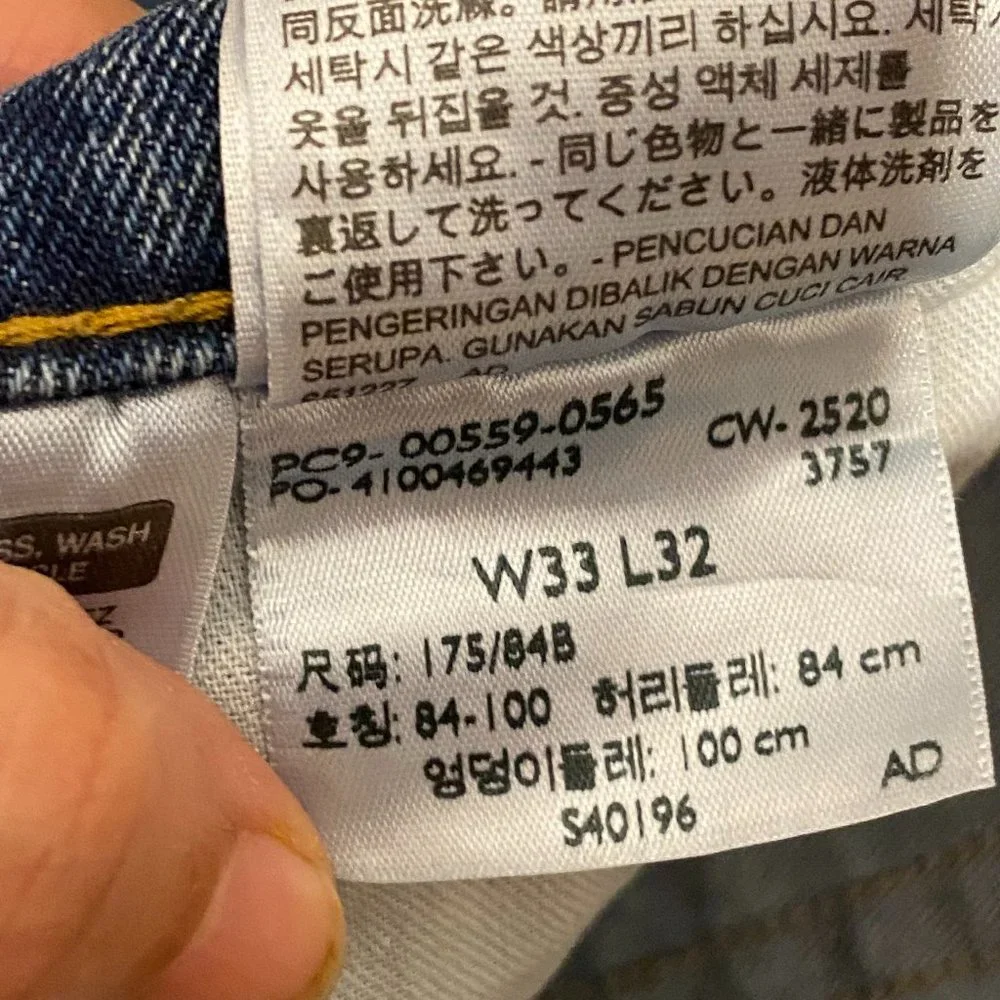 同反面洗滌。請用
세탁시 같은 색상끼리 하십시요. 세탁시
옷을 뒤집을 것. 중성 액체 세제를
사용하세요. - 同じ色物と一緒に製品を
裏返して洗ってください。液体洗剤を
ご使用下さい。- PENCUCIAN DAN
PENGERINGAN DIBALIK DENGAN WARNA
SERUPA. GUNAKAN SABUN CUCI CAIR
AD
PC9- 00559-0565
CW- 2520
PO- 4100469443
3757
W33 L32
尺码: 175/84B
호칭: 84-100 허리둘레: 84 cm
엉덩이둘레: 100 cm
AD
S40196
SS. WASH